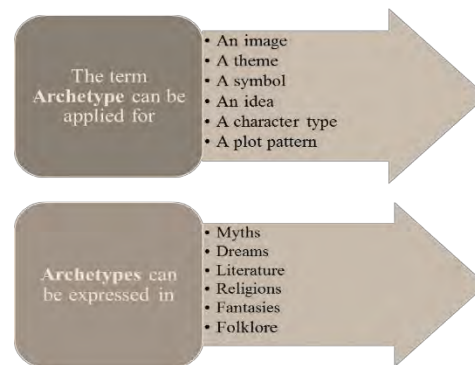 The term
Archetype can be
applied for
• An image
• A theme
• A symbol
• An idea
• A character type
• A plot pattern
Archetypes can
be expressed in
• Myths
• Dreams
• Literature
• Religions
• Fantasies
• Folklore